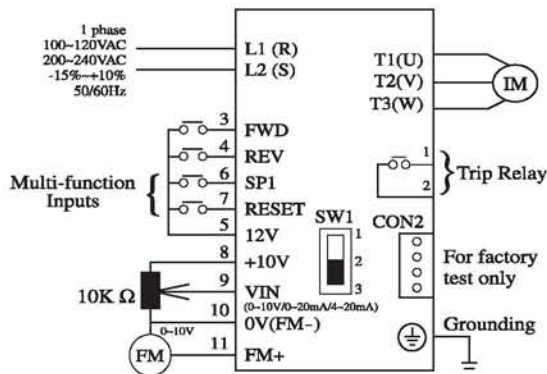 1 phase
100~120VAC
200~240VAC
-15%~+10%
50/60Hz
L1 (R)
L2 (S)
T1(U)
T2(V)
T3(W)
IM
3 FWD
4 REV
6 SP1
7 RESET
5 12V
Multi-function
Inputs
1
2
Trip Relay
SW1
1
2
3
CON2
For factory
test only
8 +10V
9 VIN
(0~10V/0~20mA/4~20mA)
10K Ω
10 0V(FM-)
0~10V
FM
11 FM+
Grounding